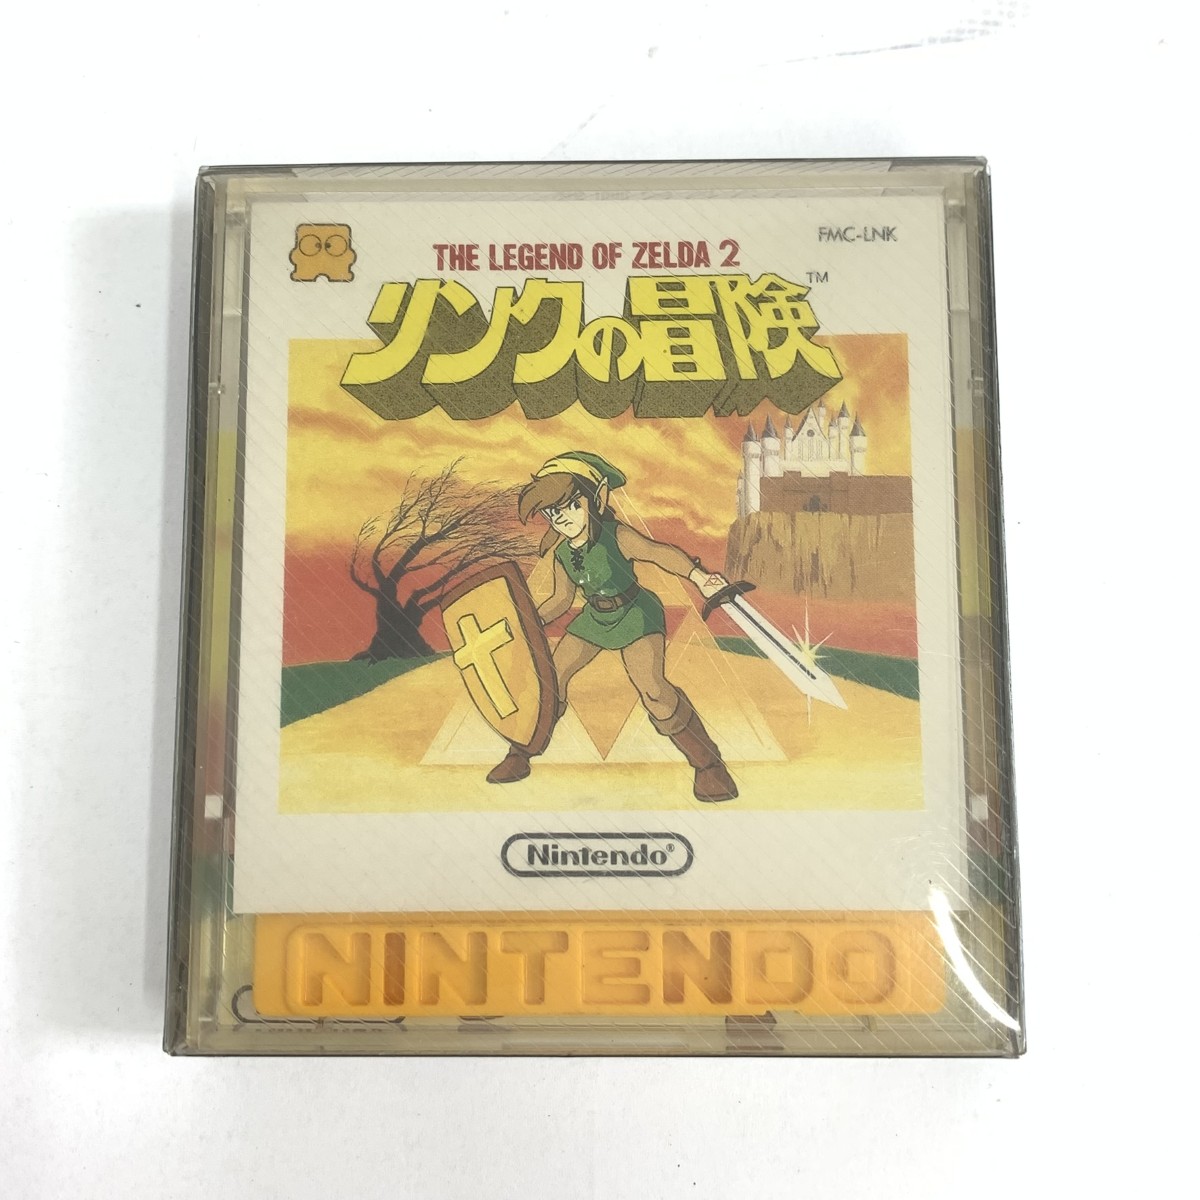 FMC-LNK
THE LEGEND OF ZELDA 2
リンクの冒険™
Nintendo®
NINTENDO